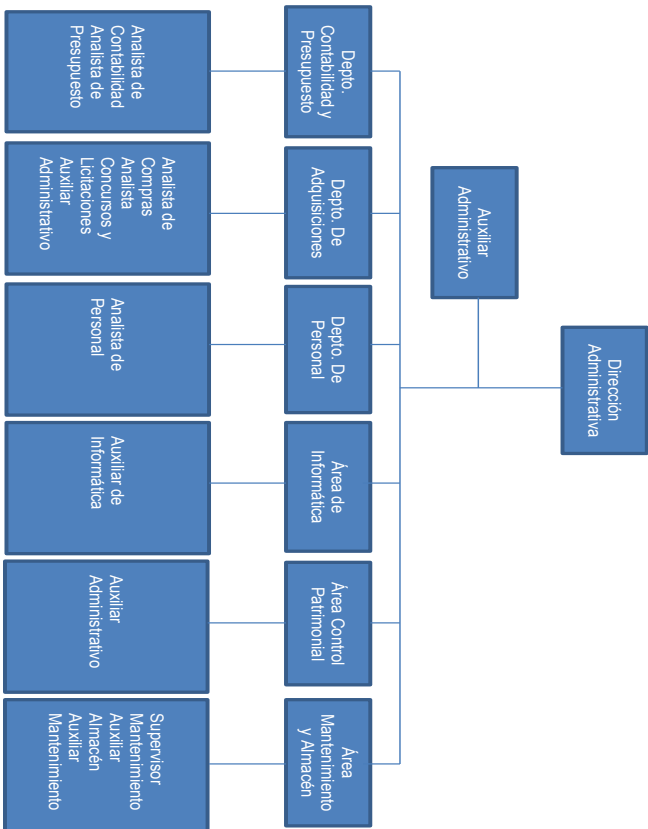 Dirección
Administrativa
Auxiliar
Administrativo
Depto.
Contabilidad y
Presupuesto
Depto. De
Adquisiciones
Depto. De
Personal
Área de
Informática
Área Control
Patrimonial
Área
Mantenimiento
y Almacén
Analista de
Contabilidad
Analista de
Presupuesto
Analista de
Compras
Analista
Concursos y
Licitaciones
Auxiliar
Administrativo
Analista de
Personal
Auxiliar de
Informática
Auxiliar
Administrativo
Supervisor
Mantenimiento
Auxiliar
Almacén
Auxiliar
Mantenimiento